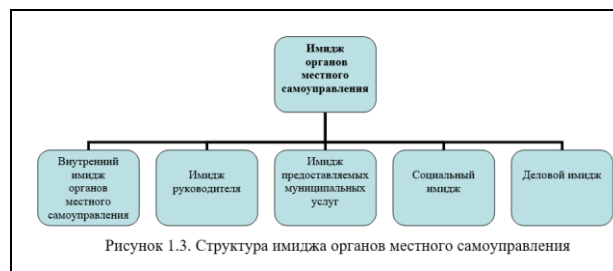 Имидж
органов
местного
самоуправления
Внутренний
имидж
органов
местного
самоуправления
Имидж
руководителя
Имидж
предоставляемых
муниципальных
услуг
Социальный
имидж
Деловой имидж
Рисунок 1.3. Структура имиджа органов местного самоуправления